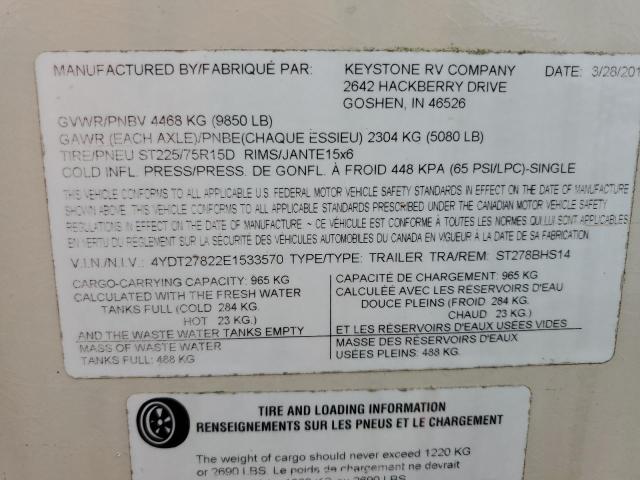 MANUFACTURED BY/FABRIQUÉ PAR: KEYSTONE RV COMPANY DATE: 3/28/201
2642 HACKBERRY DRIVE
GOSHEN, IN 46526
GVWR/PNBV 4468 KG (9850 LB)
GAWR (EACH AXLE)/PNBE(CHAQUE ESSIEU) 2304 KG (5080 LB)
TIRE/PNEU ST225/75R15D RIMS/JANTE15x6
COLD INFL. PRESS/PRESS. DE GONFL. À FROID 448 KPA (65 PSI/LPC)-SINGLE
THIS VEHICLE CONFORMS TO ALL APPLICABLE U.S. FEDERAL MOTOR VEHICLE SAFETY STANDARDS IN EFFECT ON THE DATE OF MANUFACTURE
SHOWN ABOVE. THIS VEHICLE CONFORMS TO ALL APPLICABLE STANDARDS PRESCRIBED UNDER THE CANADIAN MOTOR VEHICLE SAFETY
REGULATIONS IN EFFECT ON THE DATE OF MANUFACTURE ~ CE VEHICULE EST CONFORME À TOUTES LES NORMES QUI LUI SONT APPLICABLES
EN VERTU DU REGLEMENT SUR LA SÉCURITÉ DES VÉHICULES AUTOMOBILES DU CANADA EN VIGUEUR À LA DATE DE SA FABRICATION.
V.I.N./N.I.V.: 4YDT27822E1533570 TYPE/TYPE: TRAILER TRA/REM: ST278BHS14
CARGO-CARRYING CAPACITY: 965 KG
CALCULATED WITH THE FRESH WATER
TANKS FULL (COLD 284 KG.
HOT 23 KG.)
AND THE WASTE WATER TANKS EMPTY
MASS OF WASTE WATER
TANKS FULL: 488 KG
CAPACITÉ DE CHARGEMENT: 965 KG
CALCULÉE AVEC LES RÉSERVOIRS D'EAU
DOUCE PLEINS (FROID 284 KG.
CHAUD 23 KG.)
ET LES RÉSERVOIRS D'EAUX USÉES VIDES
MASSE DES RÉSERVOIRS D'EAUX
USÉES PLEINS: 488 KG.
TIRE AND LOADING INFORMATION
RENSEIGNEMENTS SUR LES PNEUS ET LE CHARGEMENT
The weight of cargo should never exceed 1220 KG
or 2690 LBS. Le poids de chargement ne devrait